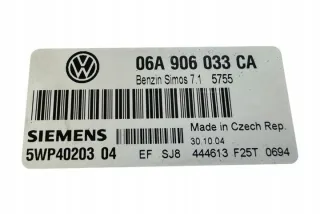 06A 906 033 CA
Benzin Simos 7.1 5755
SIEMENS Made in Czech Rep.
30.10.04
5WP40203 04 EF SJ8 444613 F25T 0694